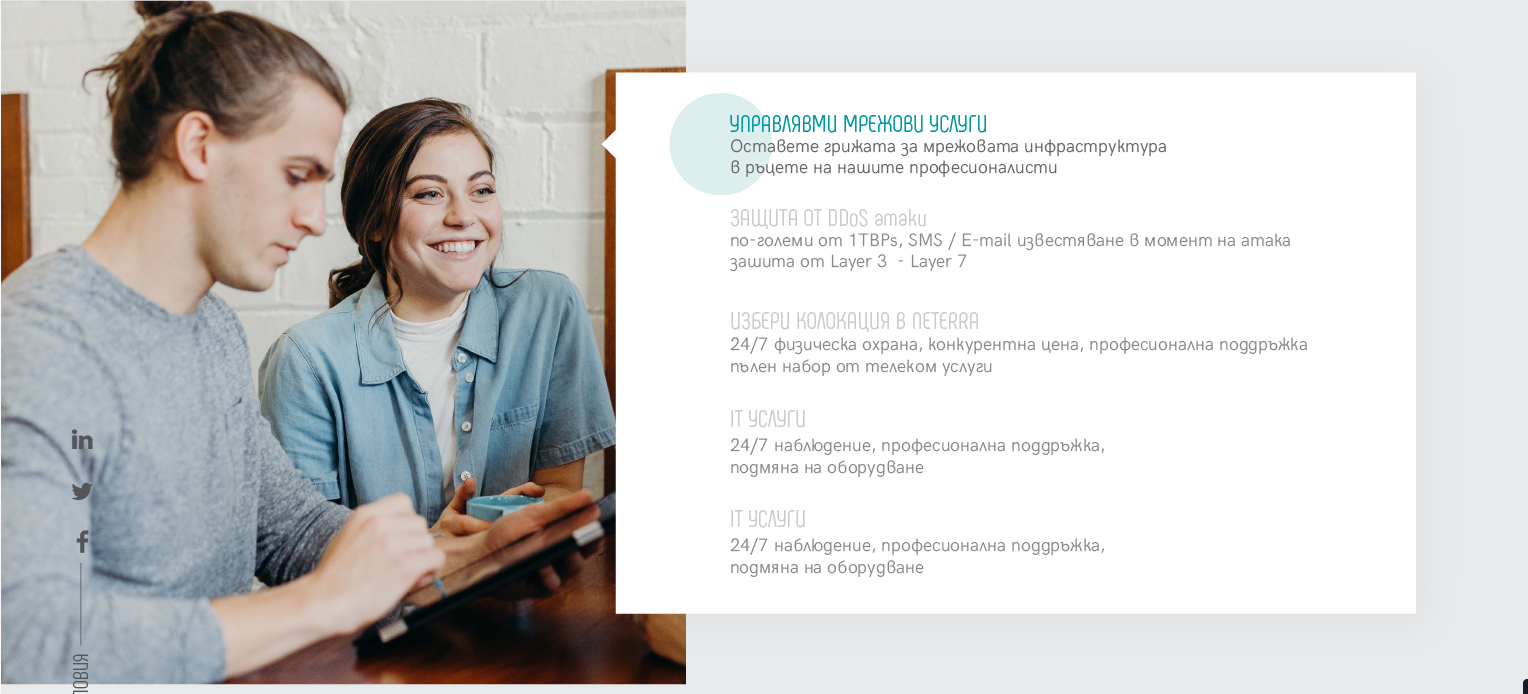 УПРАВЛЯВМИ МРЕЖОВИ УСЛУГИ
Оставете грижата за мрежовата инфраструктура
в ръцете на нашите професионалисти
ЗАЩИТА ОТ DDoS атаки
по-големи от 1TBPs, SMS / E-mail известяване в момент на атака
зашита от Layer 3 - Layer 7
ИЗБЕРИ КОЛОКАЦИЯ В NETERRA
24/7 физическа охрана, конкурентна цена, професионална поддръжка
пълен набор от телеком услуги
IT УСЛУГИ
24/7 наблюдение, професионална поддръжка,
подмяна на оборудване
IT УСЛУГИ
24/7 наблюдение, професионална поддръжка,
подмяна на оборудване